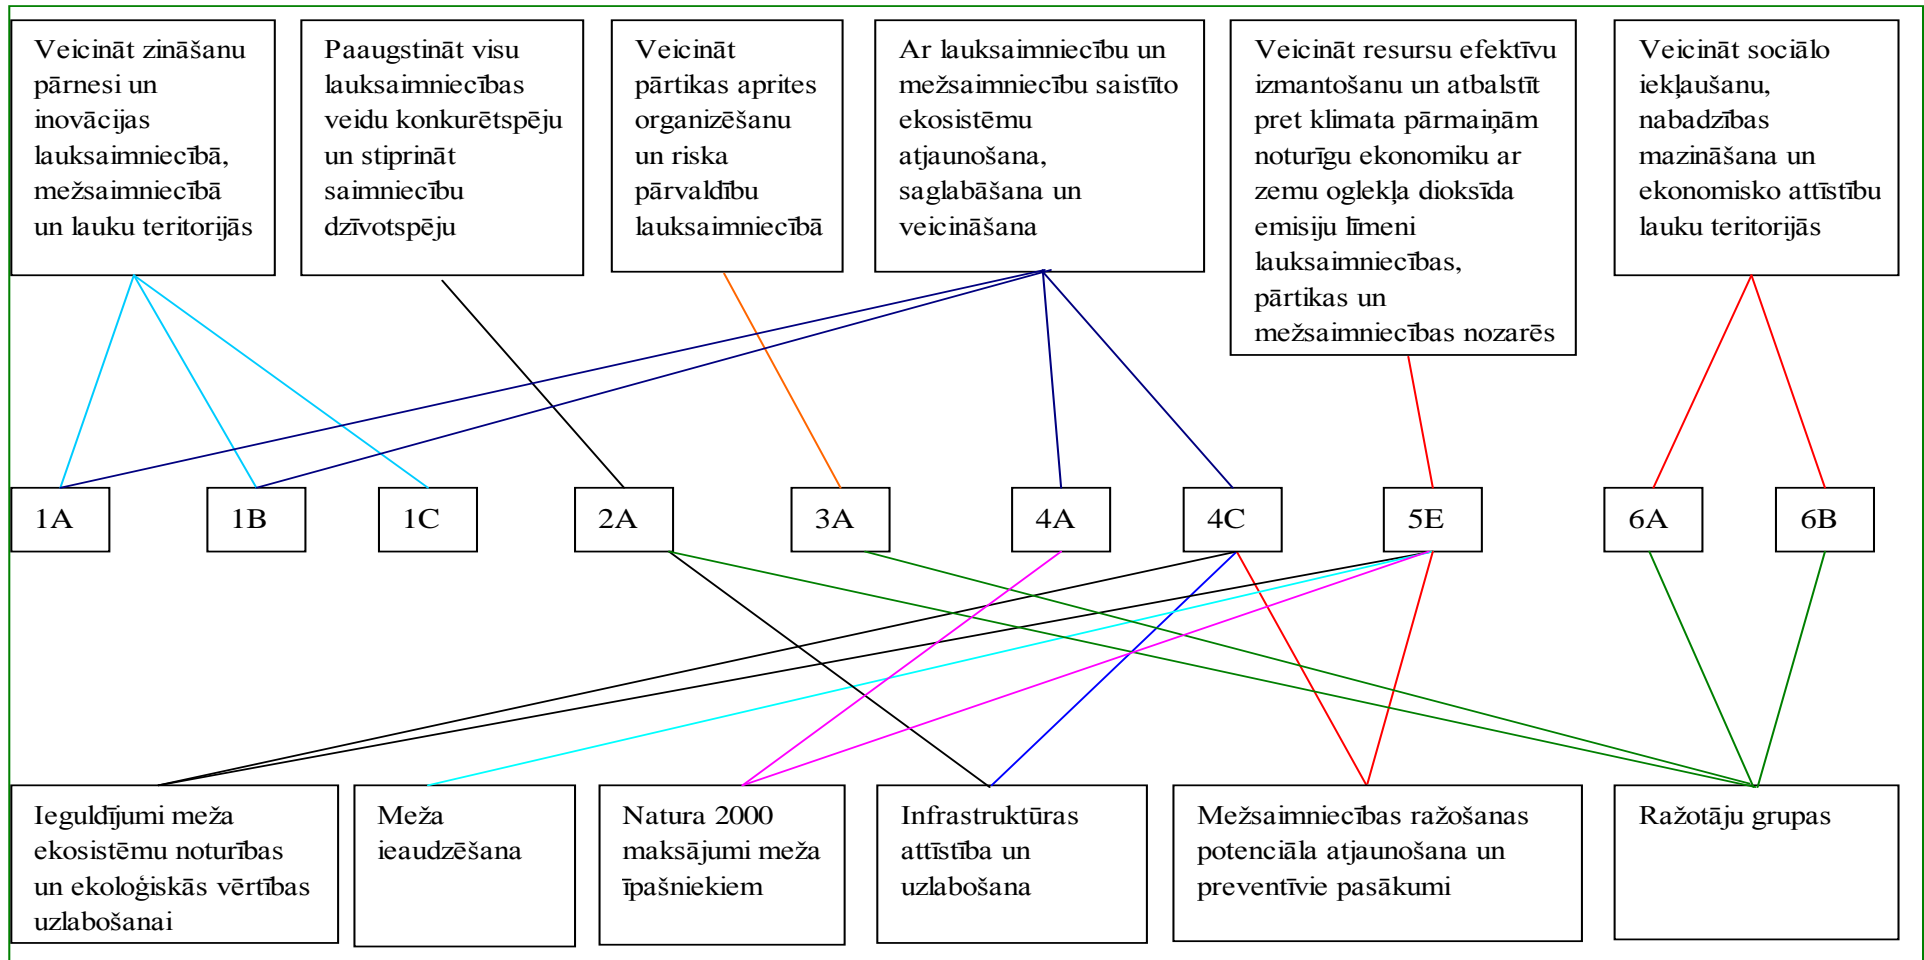 Veicināt zināšanu
pārnesi un
inovācijas
lauksaimniecībā,
mežsaimniecībā
un lauku teritorijās
Paaugstināt visu
lauksaimniecības
veidu konkurētspēju
un stiprināt
saimniecību
dzīvotspēju
Veicināt
pārtikas aprites
organizēšanu
un riska
pārvaldību
lauksaimniecībā
Ar lauksaimniecību un
mežsaimniecību saistīto
ekosistēmu
atjaunošana,
saglabāšana un
veicināšana
Veicināt resursu efektīvu
izmantošanu un atbalstīt
pret klimata pārmaiņām
noturīgu ekonomiku ar
zemu oglekļa dioksīda
emisiju līmeni
lauksaimniecības,
pārtikas un
mežsaimniecības nozarēs
Veicināt sociālo
iekļaušanu,
nabadzības
mazināšana un
ekonomisko attīstību
lauku teritorijās
1A
1B
1C
2A
3A
4A
4C
5E
6A
6B
Ieguldījumi meža
ekosistēmu noturības
un ekoloģiskās vērtības
uzlabošanai
Meža
ieaudzēšana
Natura 2000
maksājumi meža
īpašniekiem
Infrastruktūras
attīstība un
uzlabošana
Mežsaimniecības ražošanas
potenciāla atjaunošana un
preventīvie pasākumi
Ražotāju grupas